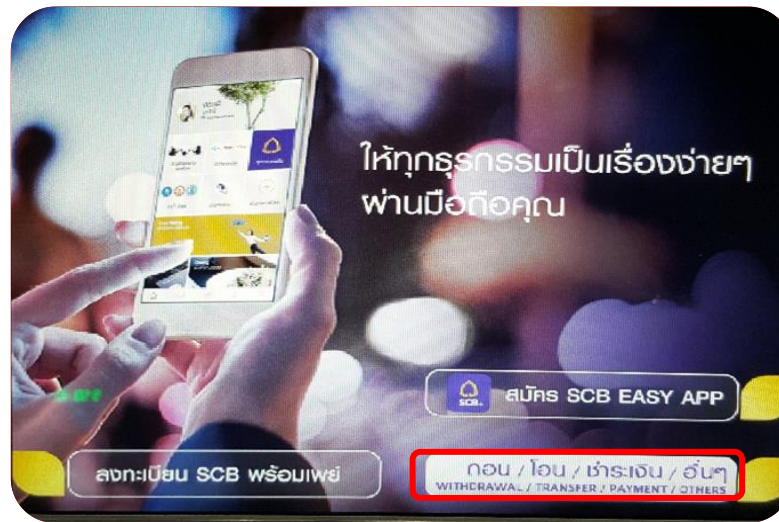 ให้ทุกธุรกรรมเป็นเรื่องง่ายๆ
ผ่านมือถือคุณ
SCB
สมัคร SCB EASY APP
ลงทะเบียน SCB พร้อมเพย์
ถอน / โอน / ชำระเงิน / อื่นๆ
WITHDRAWAL / TRANSFER / PAYMENT / OTHERS